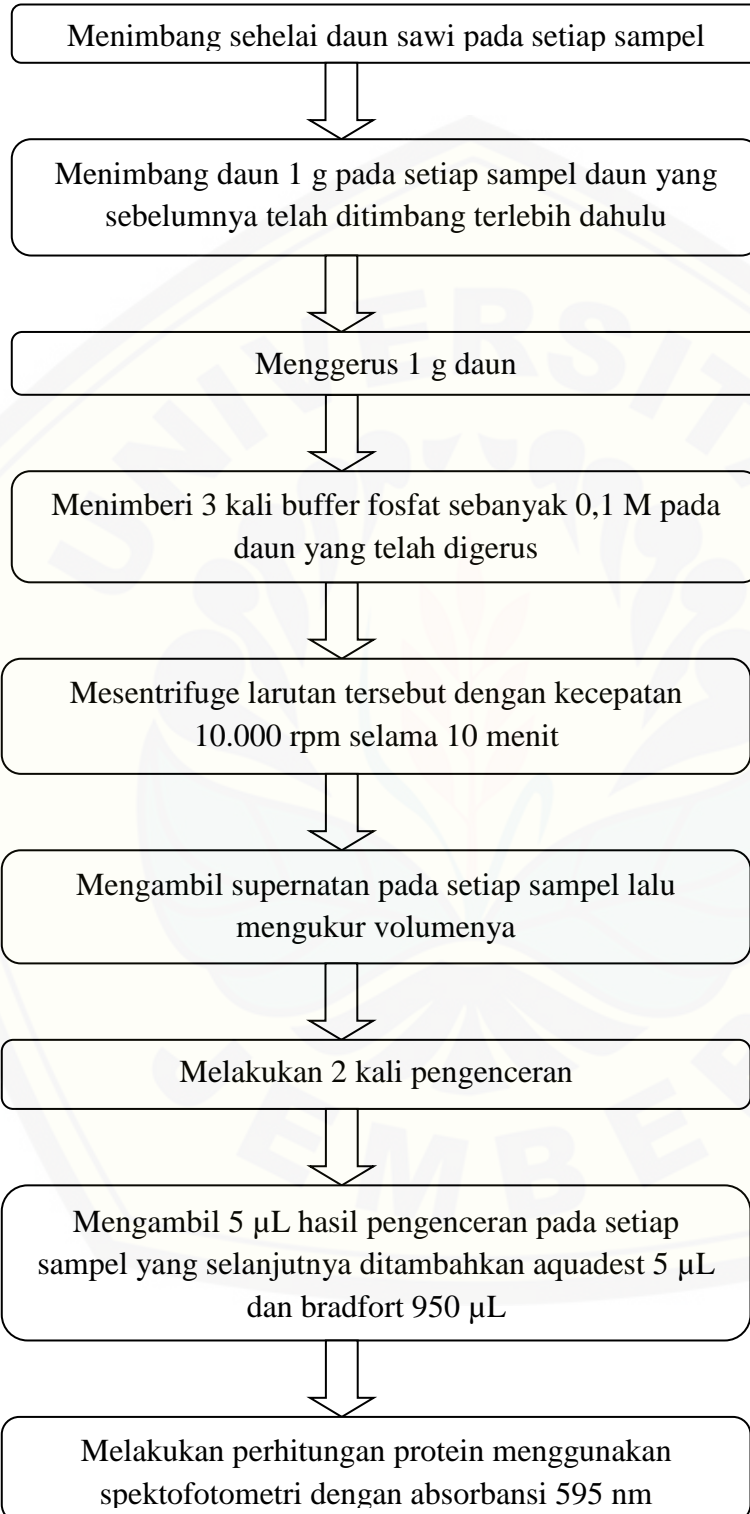 Menimbang sehelai daun sawi pada setiap sampel
Menimbang daun 1 g pada setiap sampel daun yang
sebelumnya telah ditimbang terlebih dahulu
Menggerus 1 g daun
Menimberi 3 kali buffer fosfat sebanyak 0,1 M pada
daun yang telah digerus
Mesentrifuge larutan tersebut dengan kecepatan
10.000 rpm selama 10 menit
Mengambil supernatan pada setiap sampel lalu
mengukur volumenya
Melakukan 2 kali pengenceran
Mengambil 5 µL hasil pengenceran pada setiap
sampel yang selanjutnya ditambahkan aquadest 5 µL
dan bradfort 950 µL
Melakukan perhitungan protein menggunakan
spektofotometri dengan absorbansi 595 nm
UNIVERSITA
JEMBER